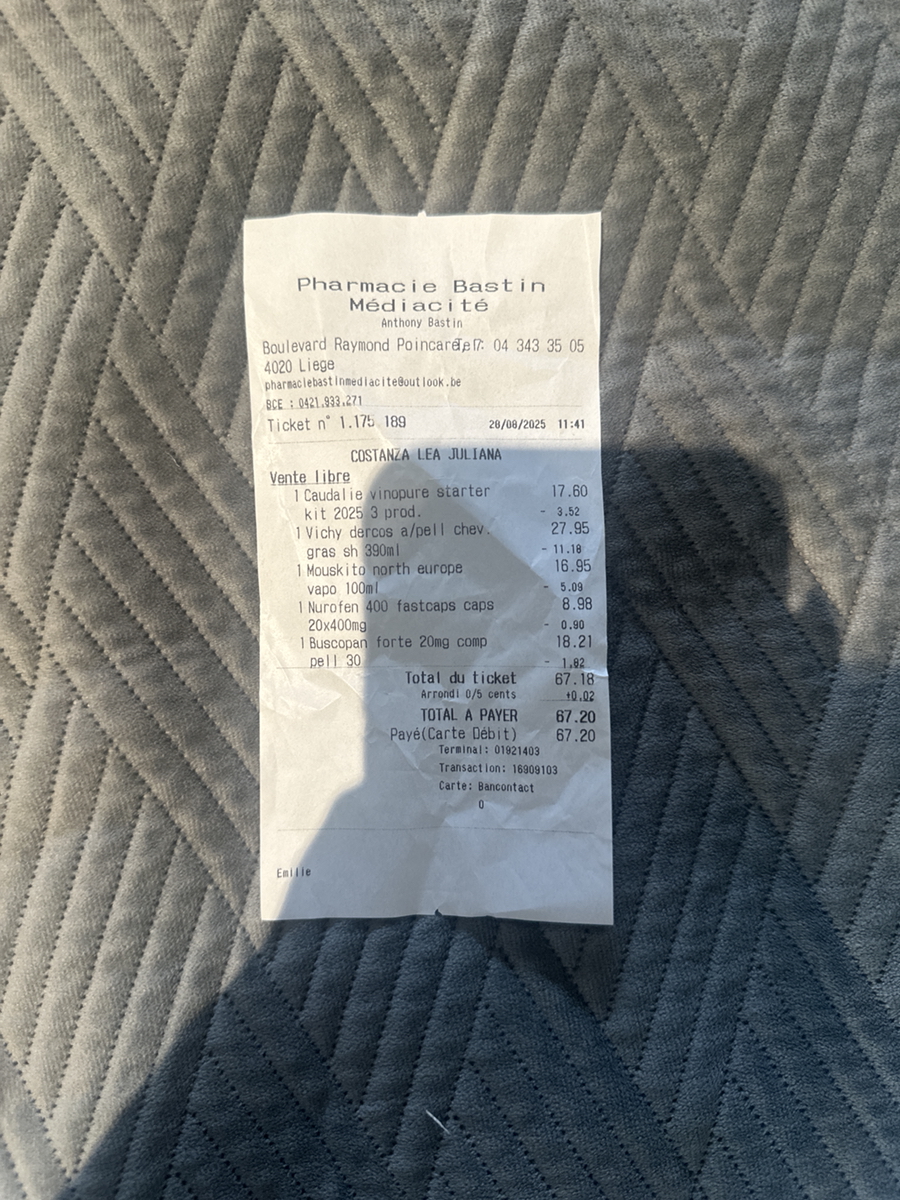 Pharmacie Bastin
Médiacité
Anthony Bastin
Boulevard Raymond Poincaré, 7 Tel : 04 343 35 05
4020 Liege
pharmaciebastinmediacite@outlook.be
BCE : 0421.933.271
Ticket n° 1.175 189 20/08/2025 11:41
COSTANZA LEA JULIANA
Vente libre
1 Caudalie vinopure starter 17.60
kit 2025 3 prod. - 3.52
1 Vichy dercos a/pell chev. 27.95
gras sh 390ml - 11.18
1 Mouskito north europe 16.95
vapo 100ml - 5.09
1 Nurofen 400 fastcaps caps 8.98
20x400mg - 0.90
1 Buscopan forte 20mg comp 18.21
pell 30 - 1.82
Total du ticket 67.18
Arrondi 0/5 cents +0.02
TOTAL A PAYER 67.20
Payé(Carte Débit) 67.20
Terminal: 01921403
Transaction: 16909103
Carte: Bancontact
0
Emilie